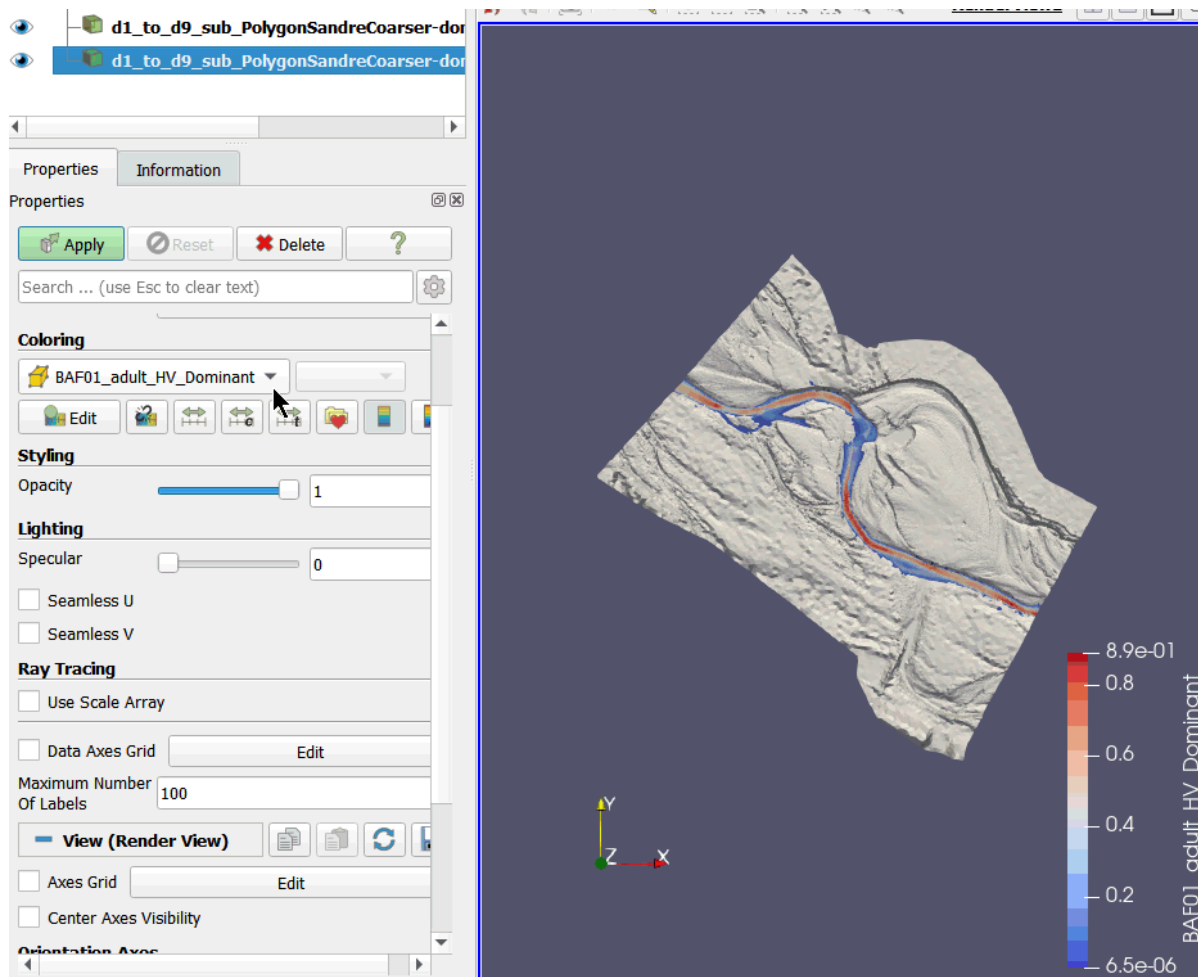 d1_to_d9_sub_PolygonSandreCoarser-dor
d1_to_d9_sub_PolygonSandreCoarser-dor
Properties
Information
Properties
Apply
Reset
Delete
?
Search ... (use Esc to clear text)
Coloring
BAF01_adult_HV_Dominant
Edit
Styling
Opacity
1
Lighting
Specular
0
Seamless U
Seamless V
Ray Tracing
Use Scale Array
Data Axes Grid
Edit
Maximum Number
Of Labels
100
View (Render View)
Axes Grid
Edit
Center Axes Visibility
Orientation Axes
Y
Z
X
8.9e-01
0.8
0.6
0.4
0.2
6.5e-06
BAF01_adult_HV_Dominant